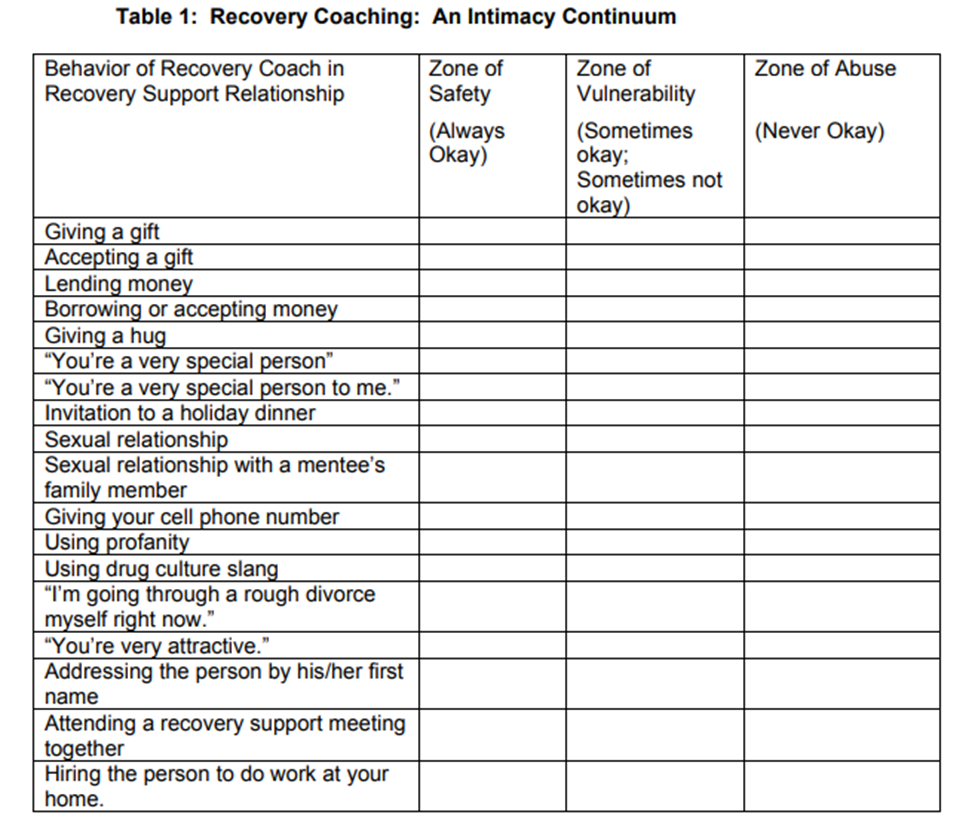 Table 1: Recovery Coaching: An Intimacy Continuum
Behavior of Recovery Coach in
Recovery Support Relationship
Zone of
Safety
(Always
Okay)
Zone of
Vulnerability
(Sometimes
okay;
Sometimes not
okay)
Zone of Abuse
(Never Okay)
Giving a gift
Accepting a gift
Lending money
Borrowing or accepting money
Giving a hug
“You’re a very special person”
“You’re a very special person to me.”
Invitation to a holiday dinner
Sexual relationship
Sexual relationship with a mentee’s
family member
Giving your cell phone number
Using profanity
Using drug culture slang
“I’m going through a rough divorce
myself right now.”
“You’re very attractive.”
Addressing the person by his/her first
name
Attending a recovery support meeting
together
Hiring the person to do work at your
home.